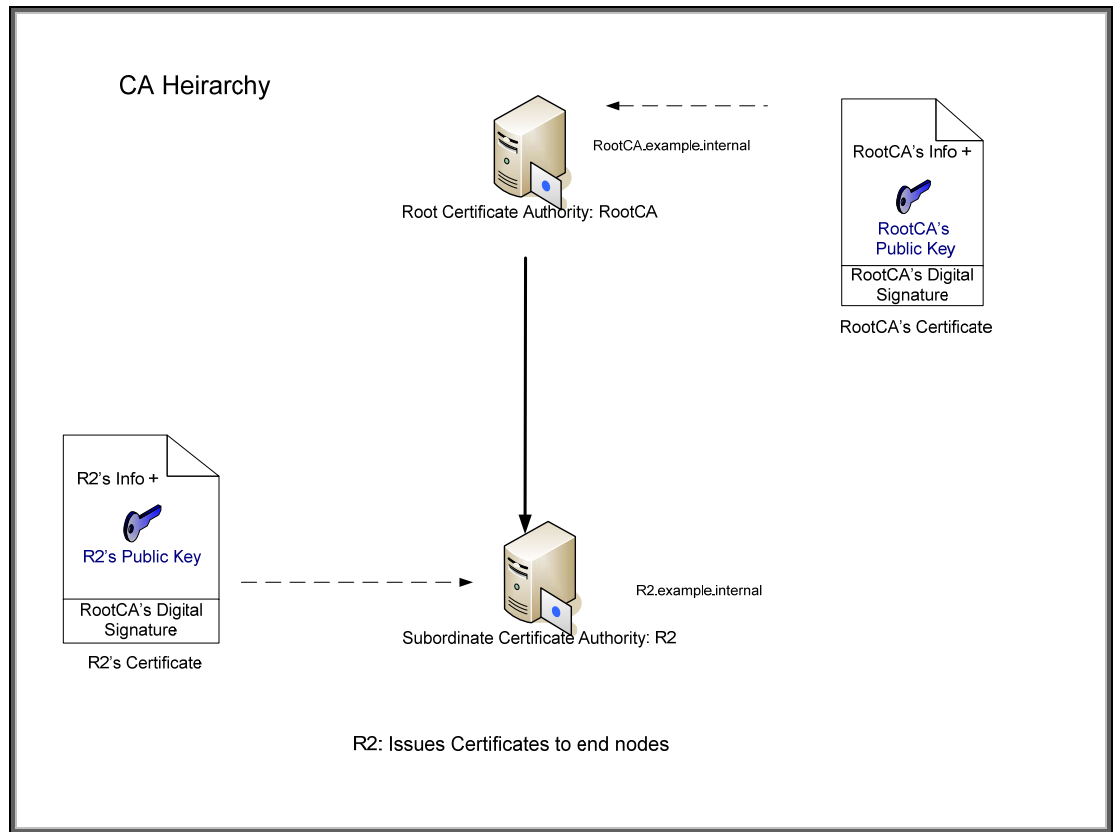 CA Heirarchy
RootCA.example.internal
Root Certificate Authority: RootCA
RootCA's Info +
RootCA's
Public Key
RootCA's Digital
Signature
RootCA's Certificate
R2's Info +
R2's Public Key
RootCA's Digital
Signature
R2's Certificate
R2.example.internal
Subordinate Certificate Authority: R2
R2: Issues Certificates to end nodes